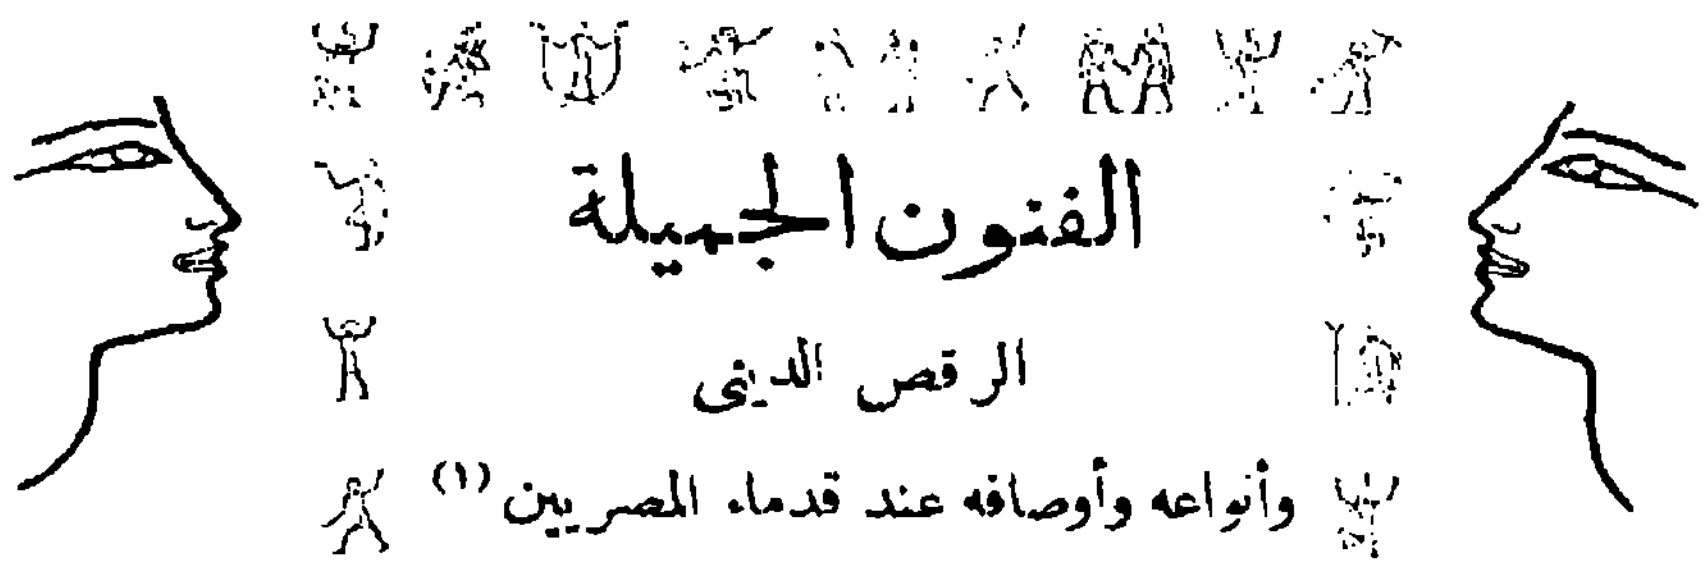 الفنون الجميلة
الرقص الدينى
وأنواعه وأوصافه عند قدماء المصريين (١)